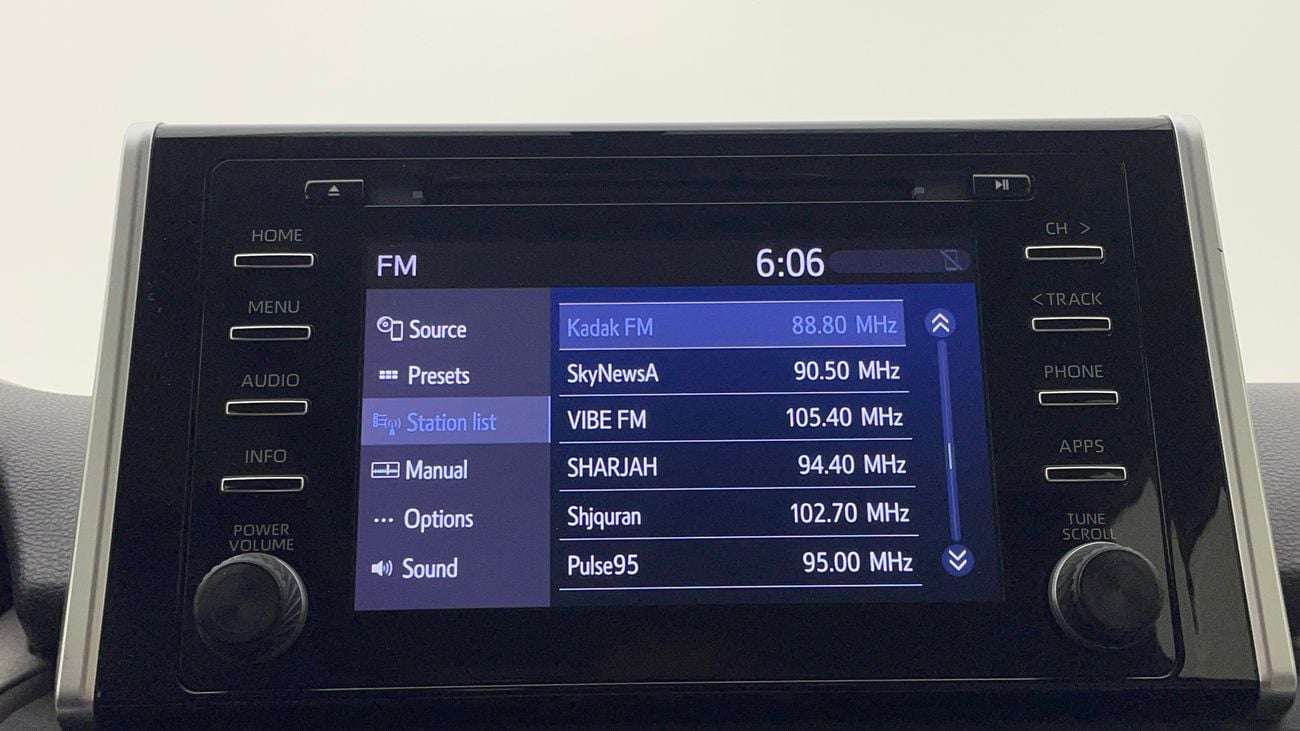 HOME
MENU
AUDIO
INFO
POWER
VOLUME
FM
6:06
Source
Presets
Station list
Manual
Options
Sound
Kadak FM 88.80 MHz
SkyNewsA 90.50 MHz
VIBE FM 105.40 MHz
SHARJAH 94.40 MHz
Shjquran 102.70 MHz
Pulse95 95.00 MHz
CH >
< TRACK
PHONE
APPS
TUNE
SCROLL